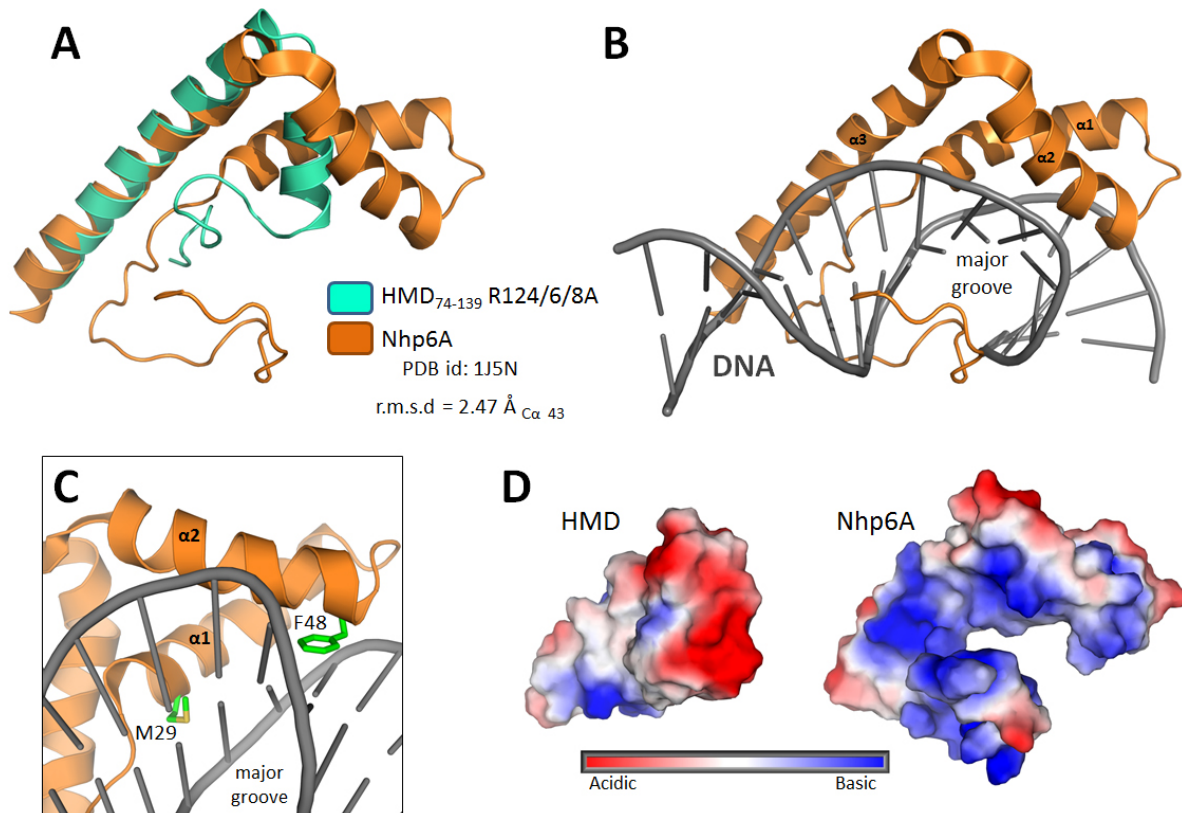 A
HMD74-139 R124/6/8A
Nhp6A
PDB id: 1J5N
r.m.s.d = 2.47 Å Cα 43
B
α3
α1
α2
major
groove
DNA
C
α2
α1
F48
M29
major
groove
D
HMD
Nhp6A
Acidic
Basic